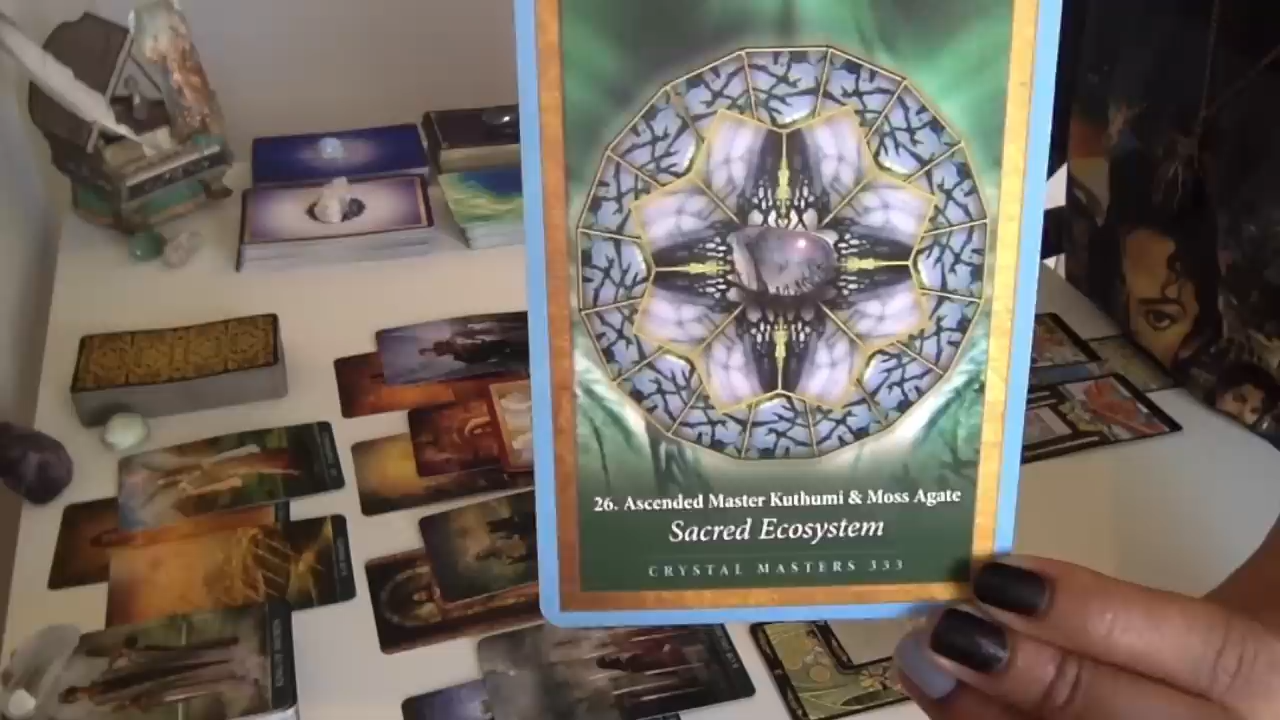 26. Ascended Master Kuthumi & Moss Agate
Sacred Ecosystem
CRYSTAL MASTERS 333